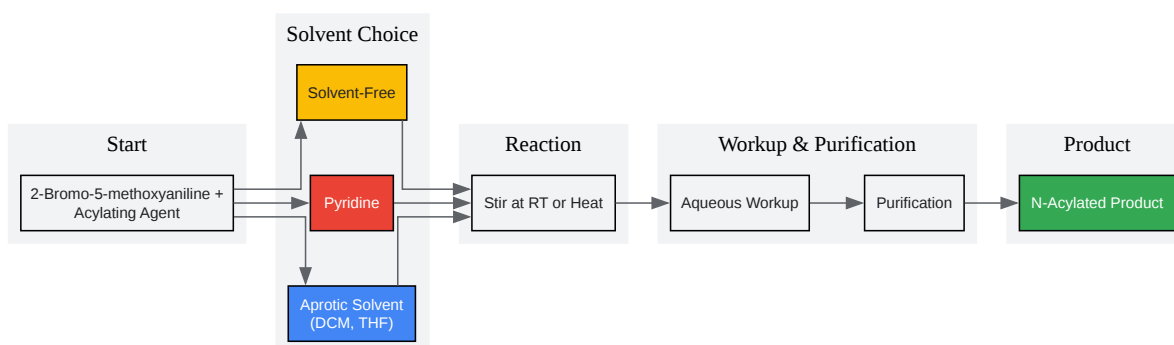 Start
2-Bromo-5-methoxyaniline +
Acylating Agent
Solvent Choice
Solvent-Free
Pyridine
Aprotic Solvent
(DCM, THF)
Reaction
Stir at RT or Heat
Workup & Purification
Aqueous Workup
Purification
Product
N-Acylated Product